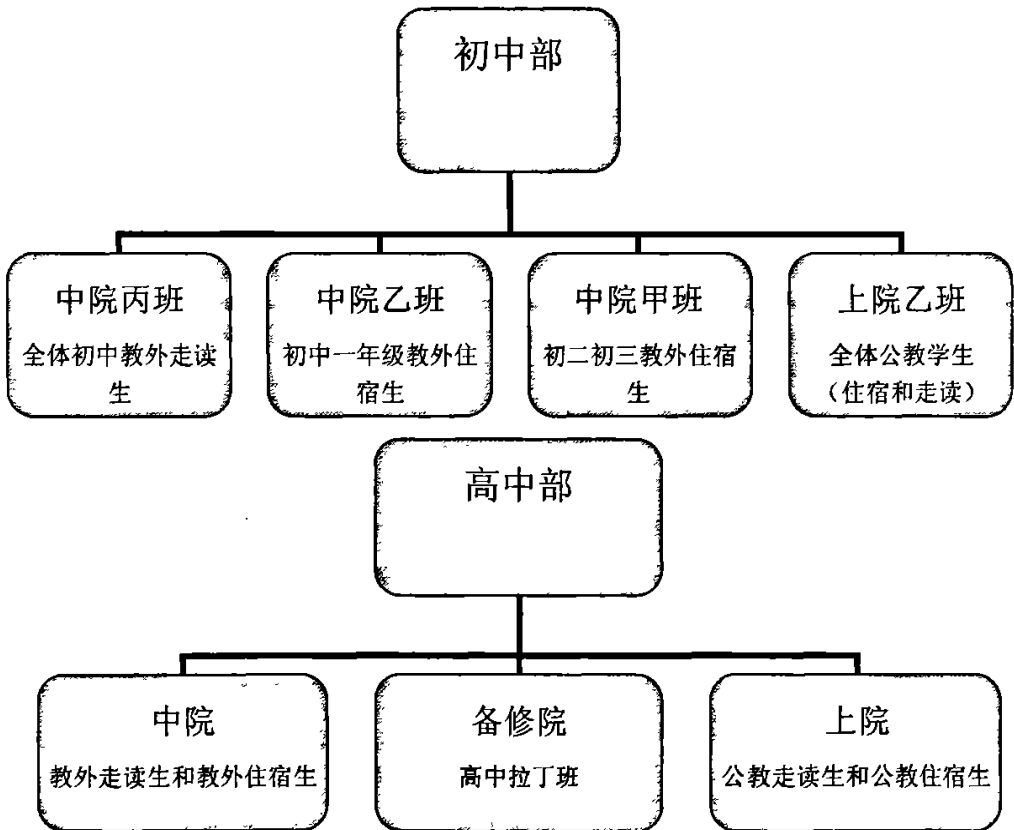 初中部
中院丙班
全体初中教外走读
生
中院乙班
初中一年级教外住
宿生
中院甲班
初二初三教外住宿
生
上院乙班
全体公教学生
（住宿和走读）
高中部
中院
教外走读生和教外住宿生
备修院
高中拉丁班
上院
公教走读生和公教住宿生